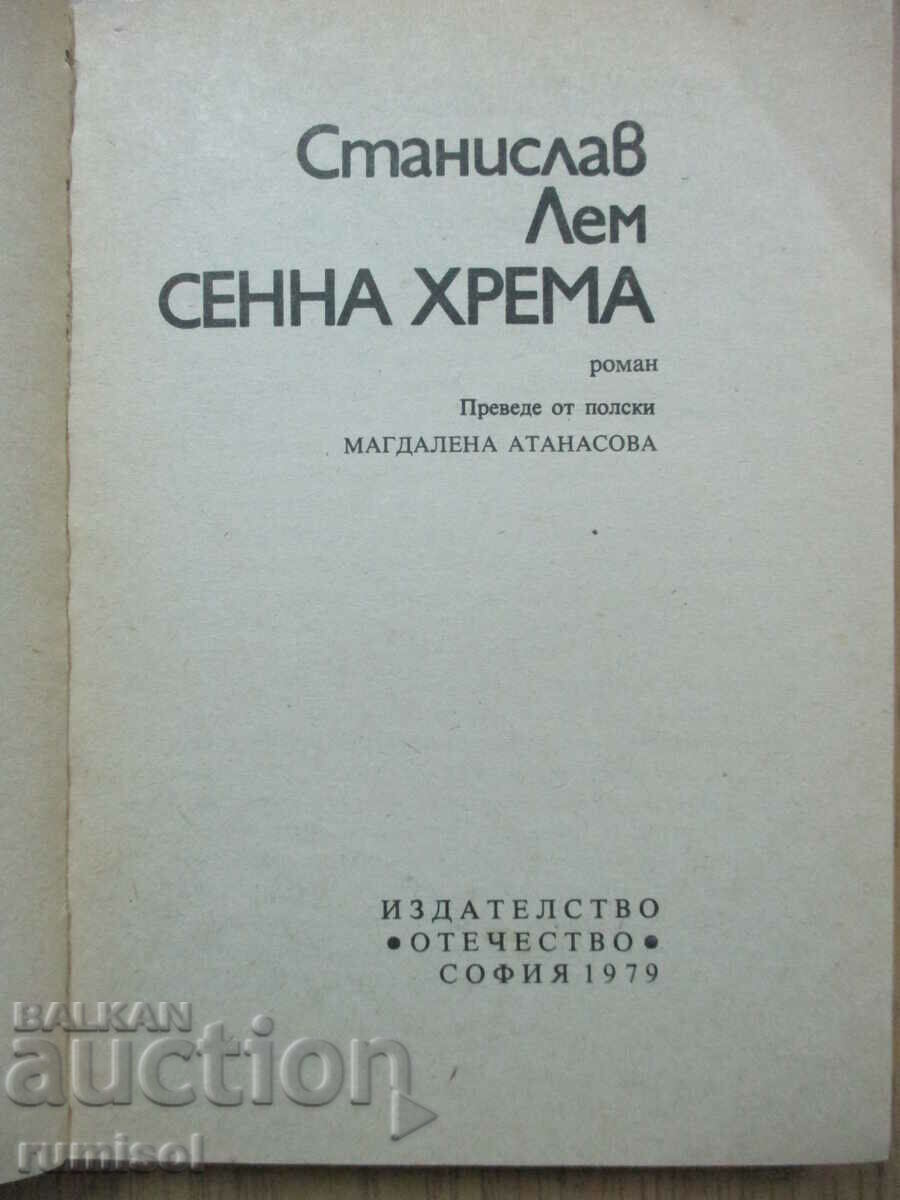 Станислав
Лем
СЕННА ХРЕМА
роман
Преведе от полски
МАГДАЛЕНА АТАНАСОВА
ИЗДАТЕЛСТВО
•ОТЕЧЕСТВО•
СОФИЯ 1979
BALKAN
auction
rumisol